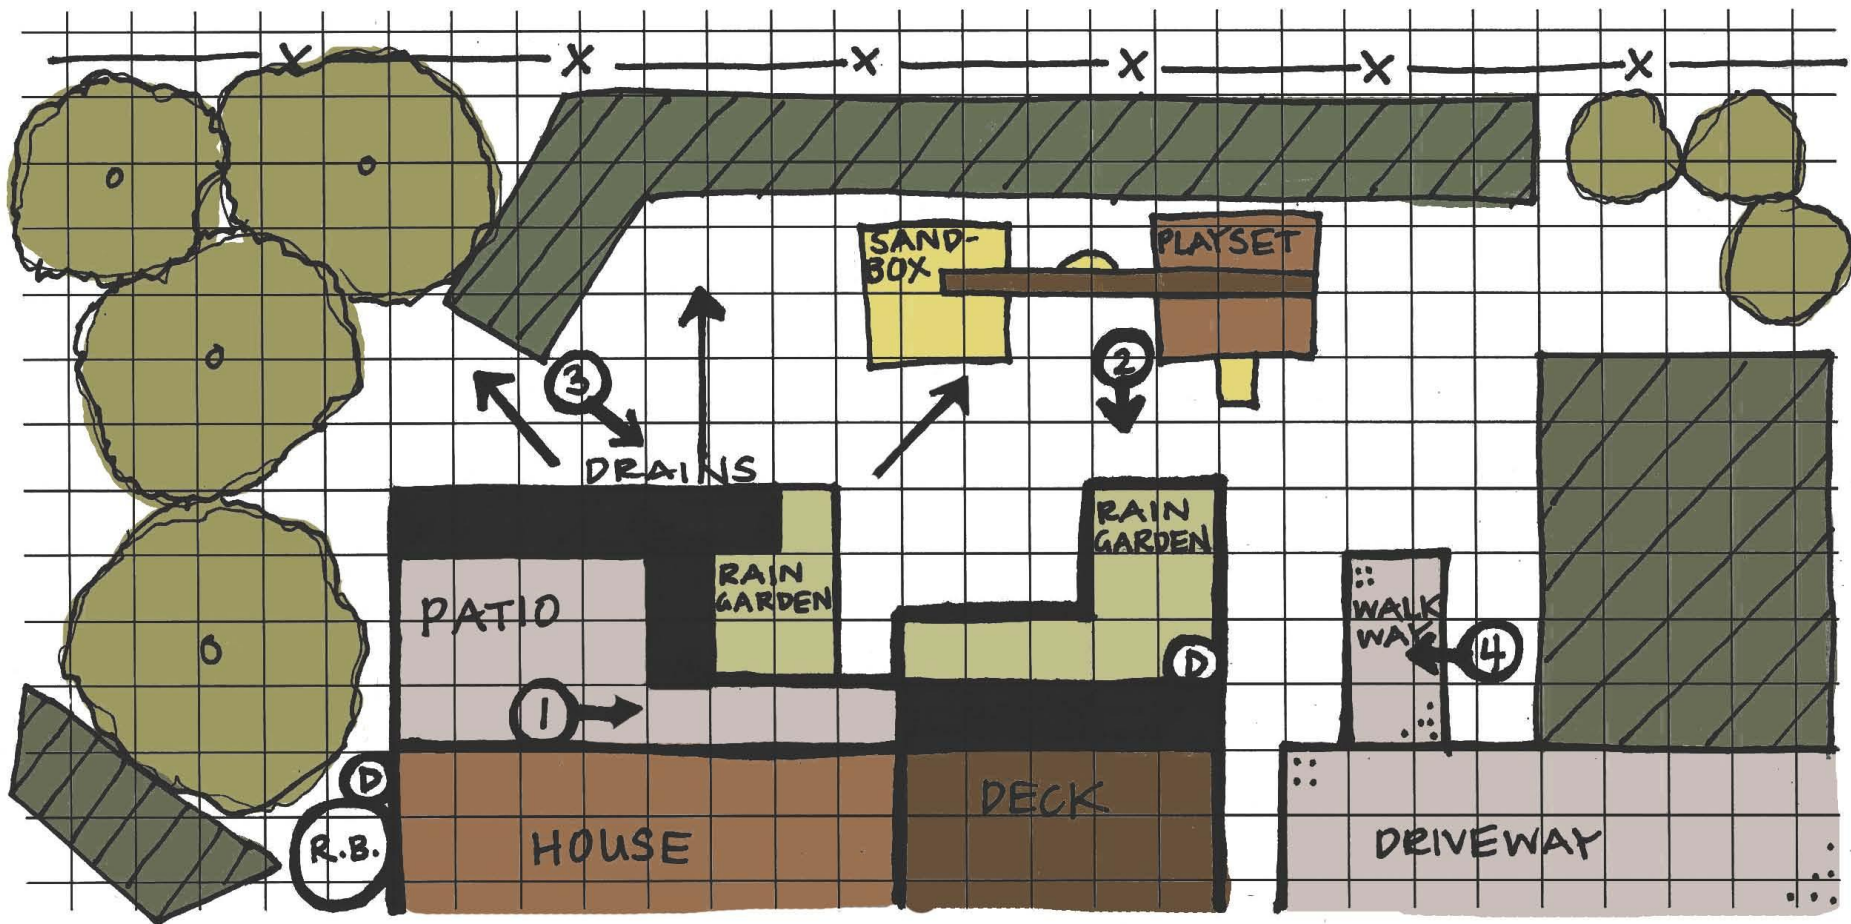 X X X X X X
SAND-
BOX
PLAYSET
2
3
DRAINS
RAIN
GARDEN
RAIN
GARDEN
PATIO
WALK
WAY
4
D
1
D
DECK
R.B.
HOUSE
DRIVEWAY